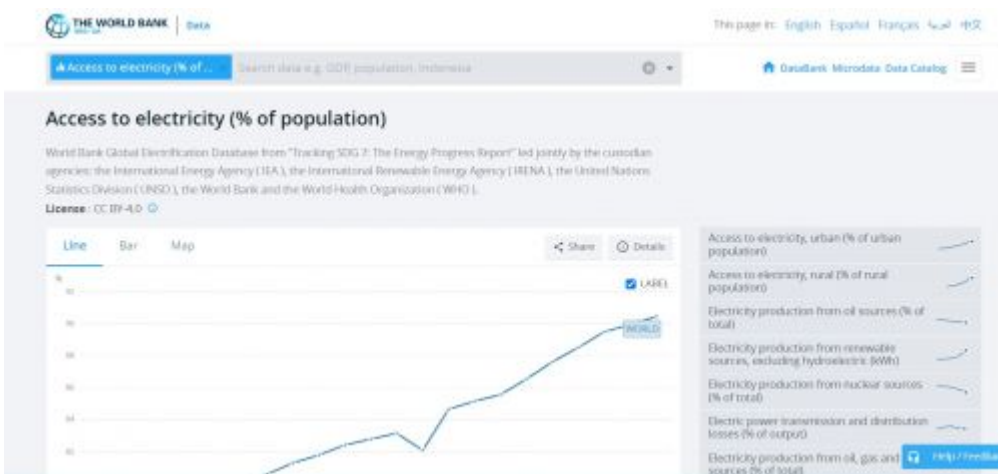 THE WORLD BANK Data
This page in: English Español Français العربية 中文
Access to electricity (% of ...
Search data e.g. GDP, population, Indonesia
DataBank Microdata Data Catalog
Access to electricity (% of population)
World Bank Global Electrification Database from "Tracking SDG 7: The Energy Progress Report" led jointly by the custodian
agencies: the International Energy Agency ( IEA ), the International Renewable Energy Agency ( IRENA ), the United Nations
Statistics Division ( UNSD ), the World Bank and the World Health Organization ( WHO ).
License : CC BY-4.0
Line Bar Map Share Details
%
LABEL
WORLD
Access to electricity, urban (% of urban
population)
Access to electricity, rural (% of rural
population)
Electricity production from oil sources (% of
total)
Electricity production from renewable
sources, excluding hydroelectric (kWh)
Electricity production from nuclear sources
(% of total)
Electric power transmission and distribution
losses (% of output)
Electricity production from oil, gas and
sources (% of total)
Help / Feedba